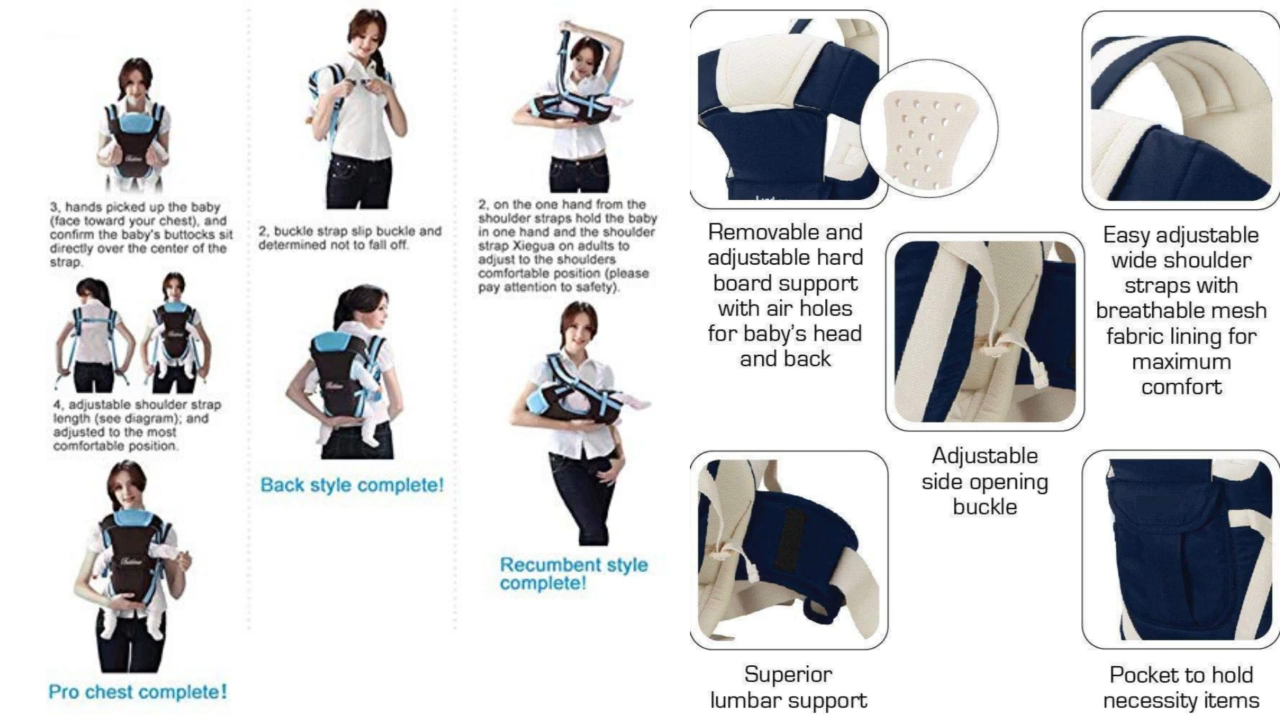 3, hands picked up the baby
(face toward your chest), and
confirm the baby's buttocks sit
directly over the center of the
strap.
4, adjustable shoulder strap
length (see diagram); and
adjusted to the most
comfortable position.
Pro chest complete!
2, buckle strap slip buckle and
determined not to fall off.
Back style complete!
2, on the one hand from the
shoulder straps hold the baby
in one hand and the shoulder
strap Xiegua on adults to
adjust to the shoulders
comfortable position (please
pay attention to safety).
Recumbent style
complete!
Removable and
adjustable hard
board support
with air holes
for baby's head
and back
Easy adjustable
wide shoulder
straps with
breathable mesh
fabric lining for
maximum
comfort
Adjustable
side opening
buckle
Superior
lumbar support
Pocket to hold
necessity items